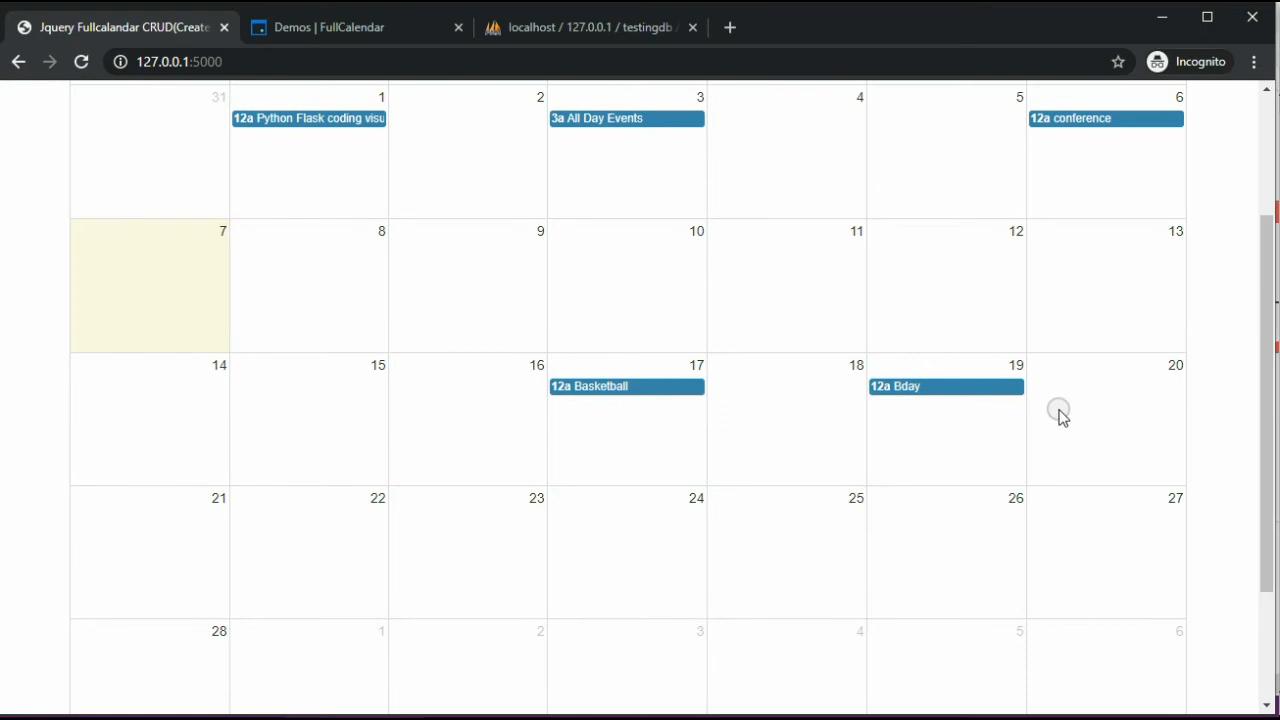 Jquery Fullcalandar CRUD(Create
Demos | FullCalendar
localhost / 127.0.0.1 / testingdb /
127.0.0.1:5000
Incognito
31 1 2 3 4 5 6
12a Python Flask coding visu
3a All Day Events
12a conference
7 8 9 10 11 12 13
14 15 16 17 18 19 20
12a Basketball
12a Bday
21 22 23 24 25 26 27
28 1 2 3 4 5 6